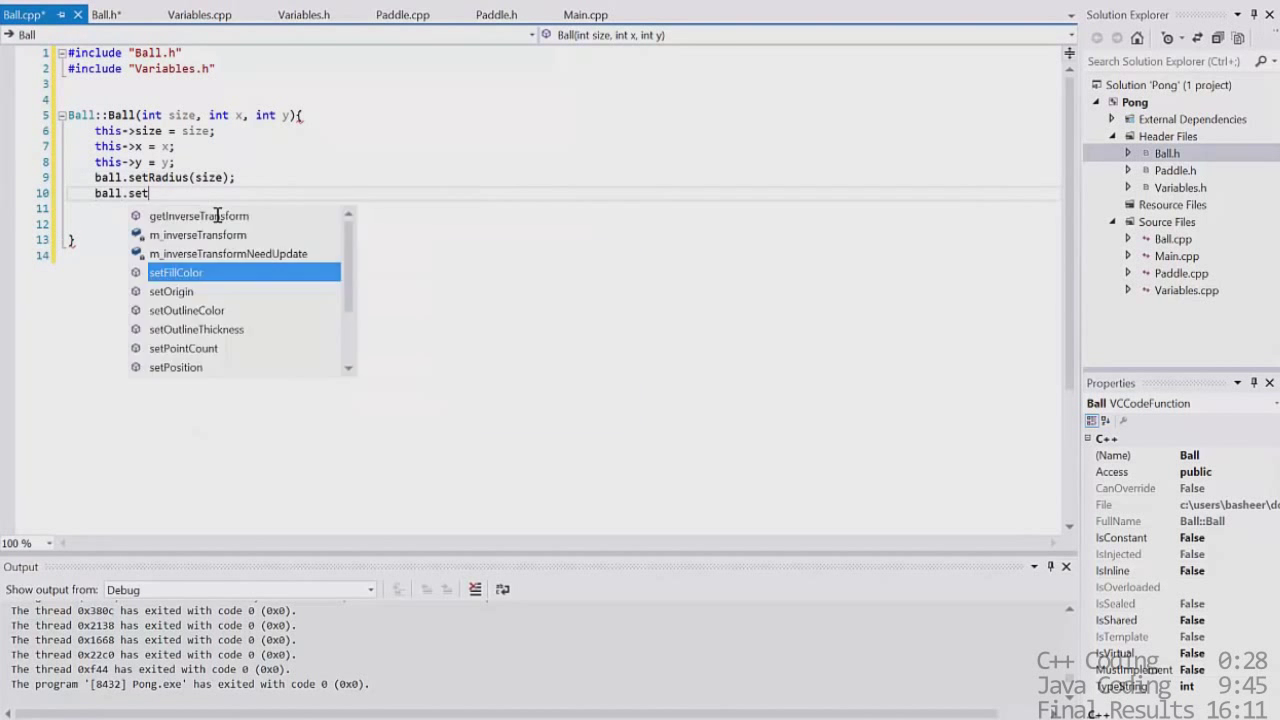 Ball.cpp* Ball.h* Variables.cpp Variables.h Paddle.cpp Paddle.h Main.cpp
Ball Ball(int size, int x, int y)
1 #include "Ball.h"
2 #include "Variables.h"
3
4
5 Ball::Ball(int size, int x, int y){
6 this->size = size;
7 this->x = x;
8 this->y = y;
9 ball.setRadius(size);
10 ball.set
11
12
13 }
14
getInverseTransform
m_inverseTransform
m_inverseTransformNeedUpdate
setFillColor
setOrigin
setOutlineColor
setOutlineThickness
setPointCount
setPosition
100 %
Output
Show output from: Debug
The thread 0x380c has exited with code 0 (0x0).
The thread 0x2138 has exited with code 0 (0x0).
The thread 0x1668 has exited with code 0 (0x0).
The thread 0x22c0 has exited with code 0 (0x0).
The thread 0xf44 has exited with code 0 (0x0).
The program '[8432] Pong.exe' has exited with code 0 (0x0).
Solution Explorer
Search Solution Explorer (Ctrl+;)
Solution 'Pong' (1 project)
Pong
External Dependencies
Header Files
Ball.h
Paddle.h
Variables.h
Resource Files
Source Files
Ball.cpp
Main.cpp
Paddle.cpp
Variables.cpp
Properties
Ball VCCodeFunction
C++
(Name) Ball
Access public
CanOverride False
File c:\users\basheer\do
FullName Ball::Ball
IsConstant False
IsInjected False
IsInline False
IsOverloaded
IsSealed False
IsShared False
IsTemplate False
IsVirtual False
MustImplement False
TypeString int
C++
C++ Coding 0:28
Java Coding 9:45
Final Results 16:11